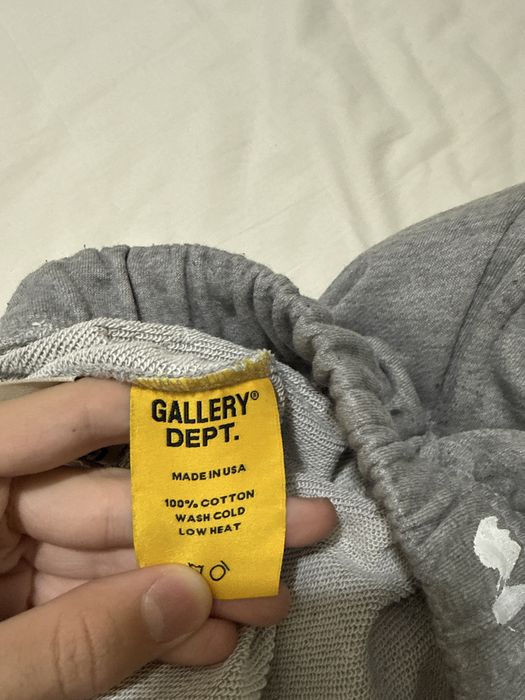 GALLERY®
DEPT.
MADE IN USA
100% COTTON
WASH COLD
LOW HEAT